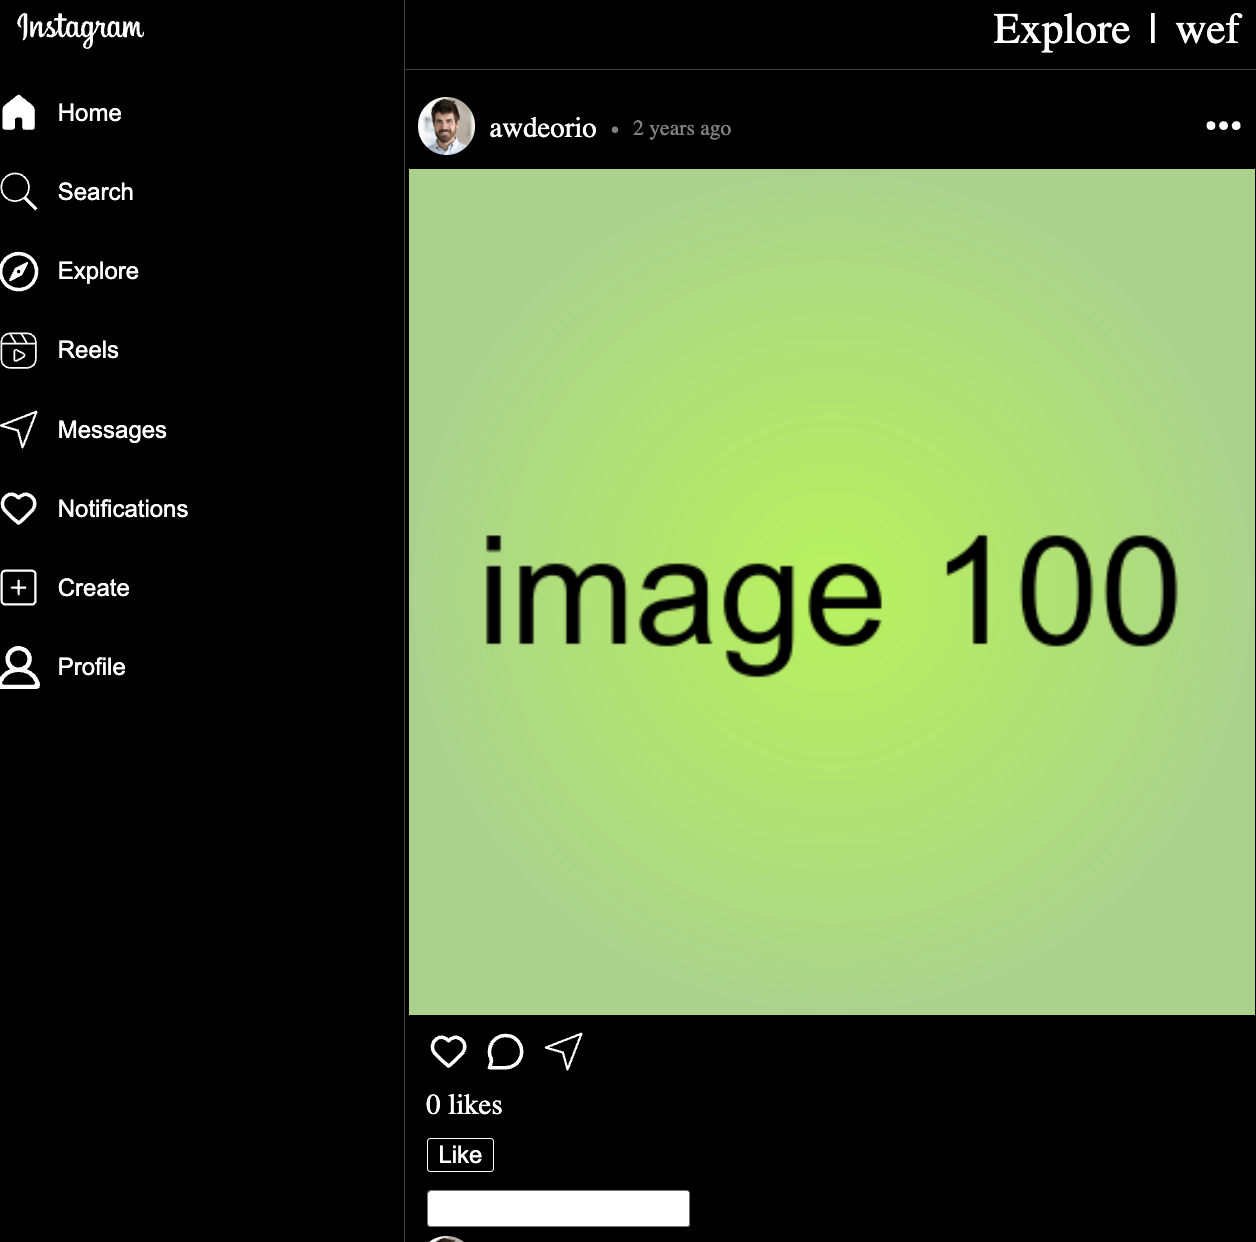 Instagram
Explore | wef
Home
Search
Explore
Reels
Messages
Notifications
Create
Profile
awdeorio • 2 years ago
image 100
0 likes
Like